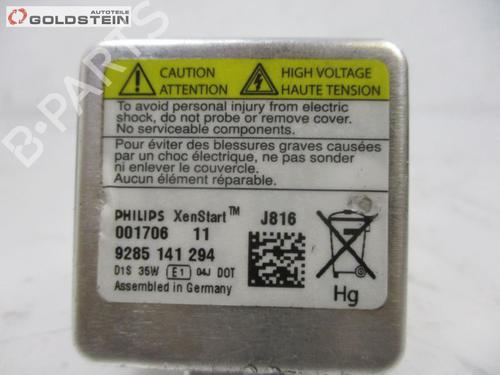 Autoteile
GOLDSTEIN
B-PARTS
CAUTION
ATTENTION
HIGH VOLTAGE
HAUTE TENSION
To avoid personal injury from electric
shock, do not probe or remove cover.
No serviceable components.
Pour éviter de blessures graves causées
par un choc électrique, ne pas sonder
ni enlever le couvercle.
Aucun élément réparable.
PHILIPS XenStart™ J816
001706 11
9285 141 294
D1S 35W E1 04J DOT
Assembled in Germany
Hg